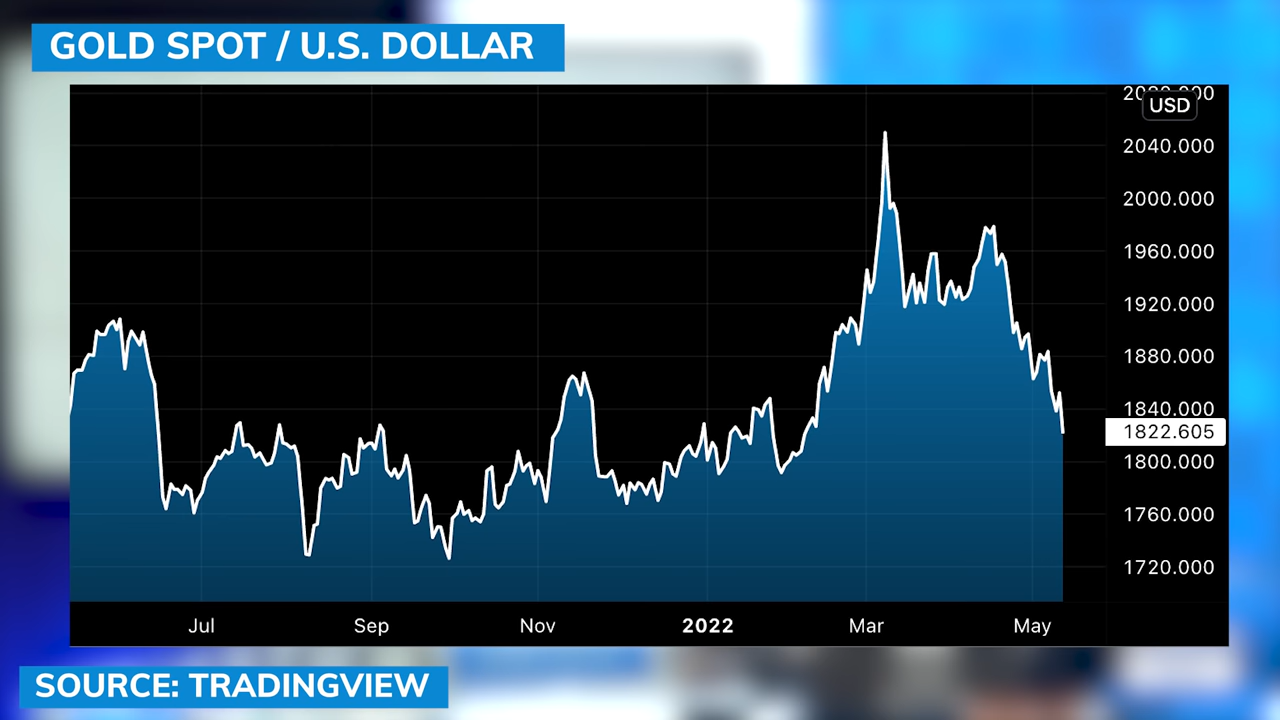 GOLD SPOT / U.S. DOLLAR
USD
2040.000
2000.000
1960.000
1920.000
1880.000
1840.000
1822.605
1800.000
1760.000
1720.000
Jul Sep Nov 2022 Mar May
SOURCE: TRADINGVIEW